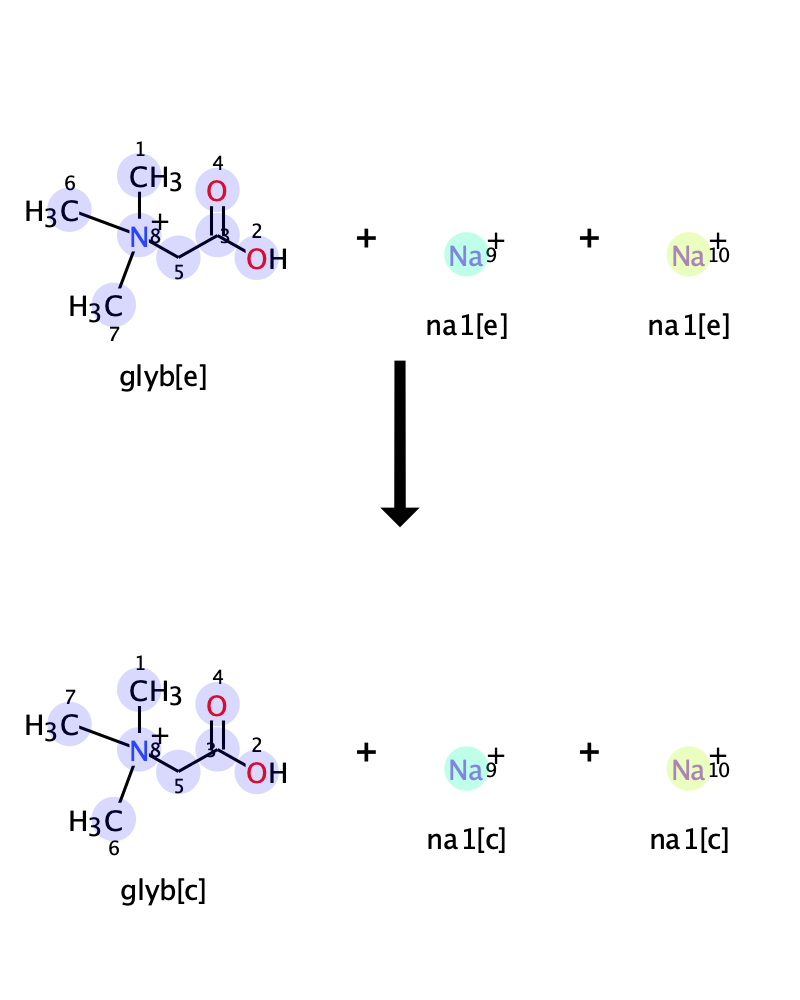 1
6 CH3 4
H3C + O
N 8 3 2 + Na 9 + + Na 10 +
5 OH
H3C
7 na1[e] na1[e]
glyb[e]
1
7 CH3 4
H3C + O
N 8 3 2 + Na 9 + + Na 10 +
5 OH
H3C
6 na1[c] na1[c]
glyb[c]